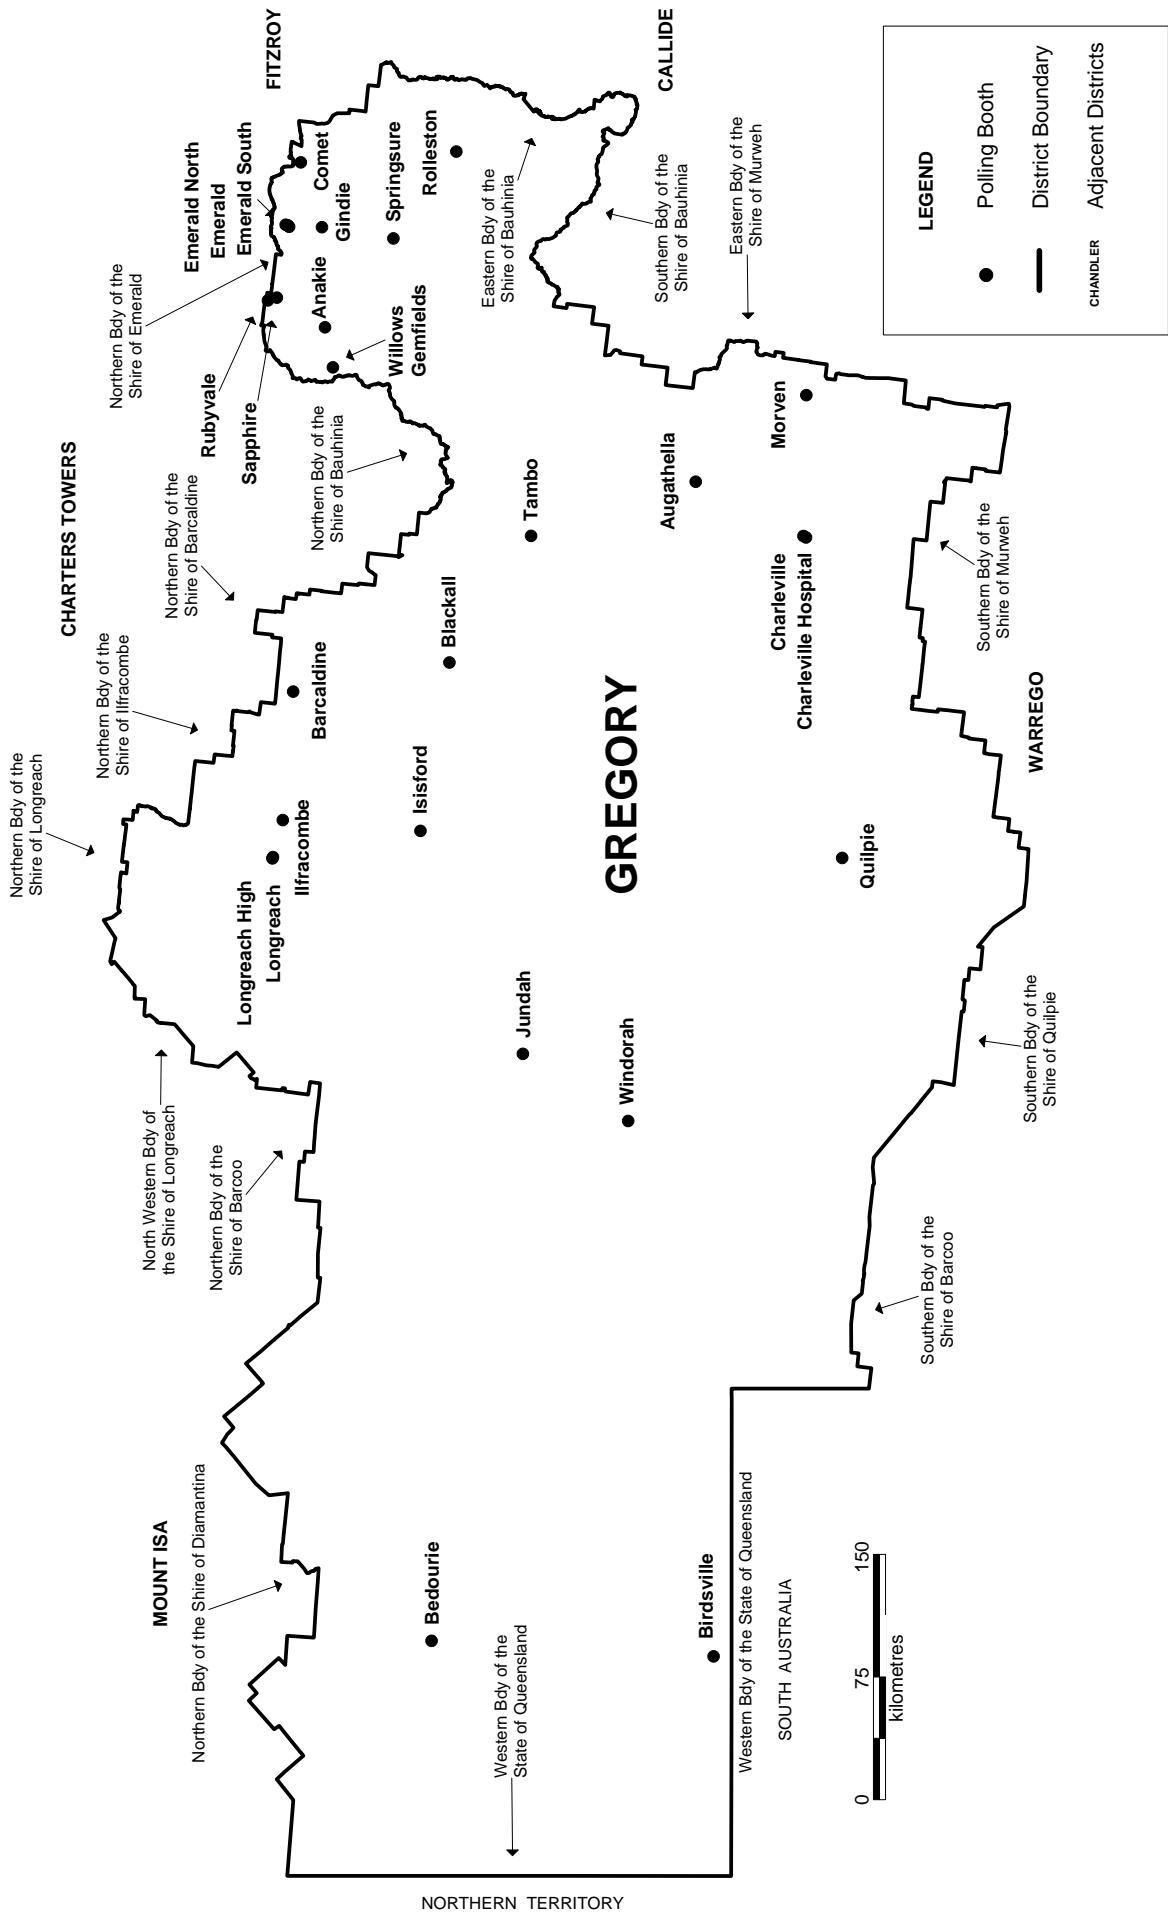 Northern Bdy of the
Shire of Longreach
CHARTERS TOWERS
Northern Bdy of the
Shire of Ilfracombe
Northern Bdy of the
Shire of Barcaldine
Northern Bdy of the
Shire of Emerald
FITZROY
Emerald North
Emerald
Emerald South
Rubyvale
Sapphire
Comet
Gindie
Anakie
Willows
Gemfields
Springsure
Rolleston
Northern Bdy of the
Shire of Bauhinia
Eastern Bdy of the
Shire of Bauhinia
CALLIDE
Southern Bdy of the
Shire of Bauhinia
Eastern Bdy of the
Shire of Murweh
MOUNT ISA
Northern Bdy of the Shire of Diamantina
North Western Bdy of
the Shire of Longreach
Northern Bdy of the
Shire of Barcoo
Longreach High
Longreach
Ilfracombe
Barcaldine
Isisford
Blackall
Tambo
Bedourie
Jundah
GREGORY
Augathella
Windorah
Morven
Charleville
Charleville Hospital
Birdsville
Quilpie
NORTHERN TERRITORY
Western Bdy of the
State of Queensland
Western Bdy of the State of Queensland
SOUTH AUSTRALIA
Southern Bdy of the
Shire of Barcoo
Southern Bdy of the
Shire of Quilpie
WARREGO
Southern Bdy of the
Shire of Murweh
0 75 150
kilometres
LEGEND
Polling Booth
District Boundary
CHANDLER Adjacent Districts